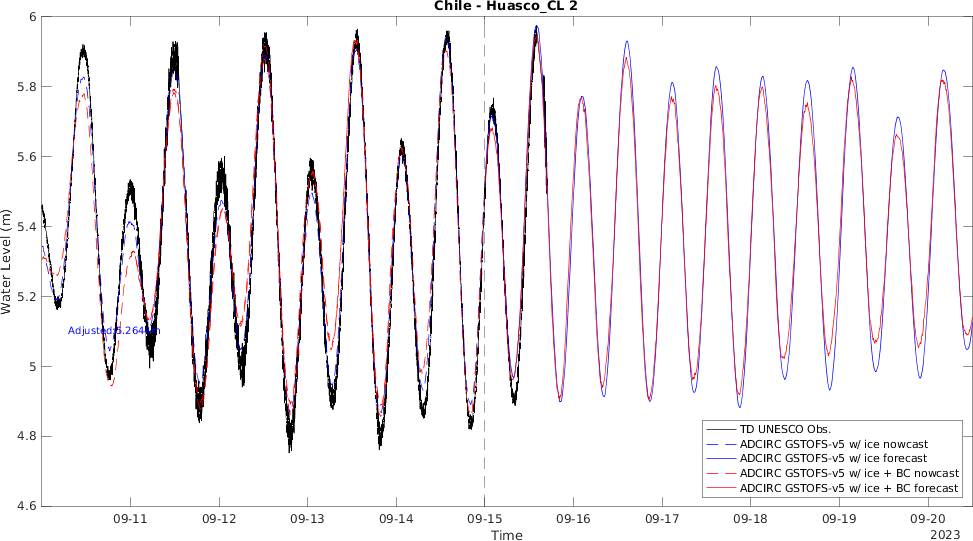 Chile - Huasco_CL 2
Water Level (m)
6
5.8
5.6
5.4
5.2
5
4.8
4.6
TD UNESCO Obs.
ADCIRC GSTOFS-v5 w/ ice nowcast
ADCIRC GSTOFS-v5 w/ ice forecast
ADCIRC GSTOFS-v5 w/ ice + BC nowcast
ADCIRC GSTOFS-v5 w/ ice + BC forecast
09-11 09-12 09-13 09-14 09-15 09-16 09-17 09-18 09-19 09-20
Time
2023